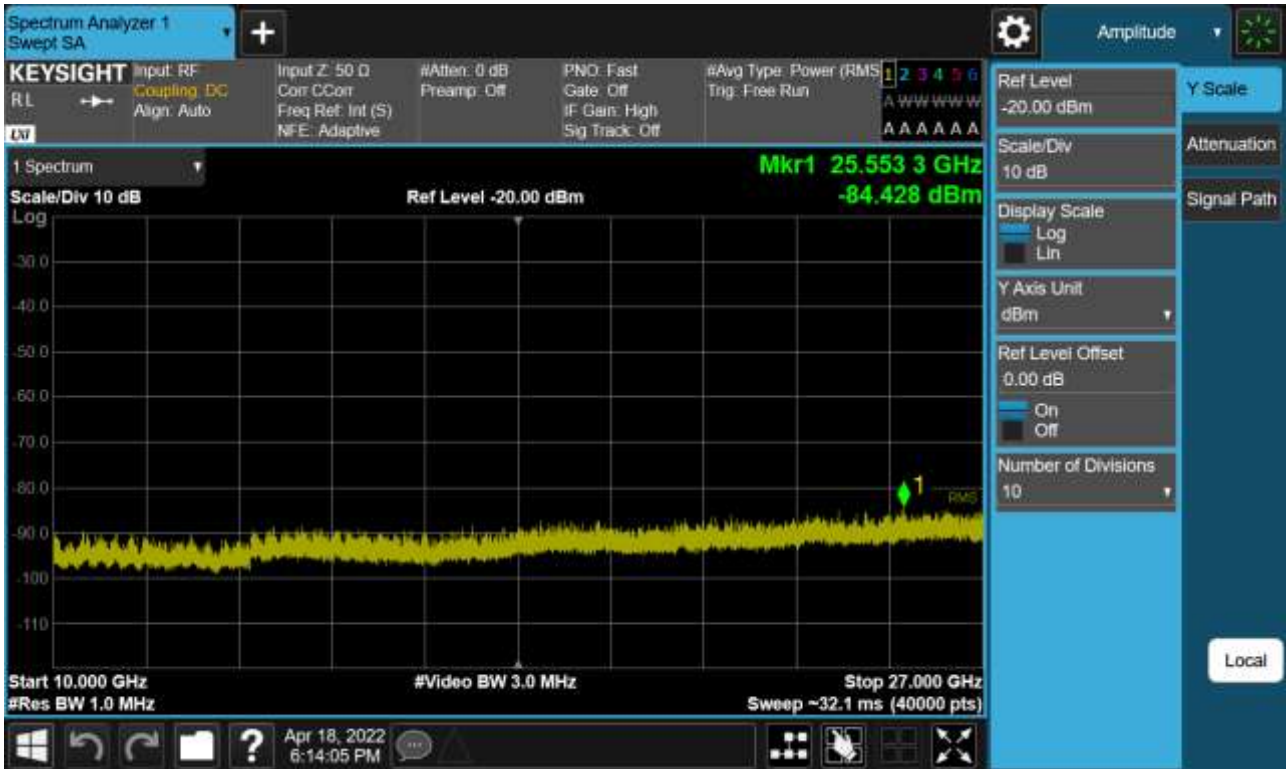 Spectrum Analyzer 1
Swept SA
+
Amplitude
KEYSIGHT
RL
LXI
Input: RF
Coupling: DC
Align: Auto
Input Z: 50 Ω
Corr CCorr
Freq Ref: Int (S)
NFE: Adaptive
#Atten: 0 dB
Preamp: Off
PNO: Fast
Gate: Off
IF Gain: High
Sig Track: Off
#Avg Type: Power (RMS
Trig: Free Run
1 2 3 4 5 6
A W W W W W
A A A A A A
1 Spectrum
Scale/Div 10 dB
Ref Level -20.00 dBm
Mkr1 25.553 3 GHz
-84.428 dBm
Log
-30.0
-40.0
-50.0
-60.0
-70.0
-80.0
-90.0
-100
-110
1
RMS
Start 10.000 GHz
#Res BW 1.0 MHz
#Video BW 3.0 MHz
Stop 27.000 GHz
Sweep ~32.1 ms (40000 pts)
Ref Level
-20.00 dBm
Scale/Div
10 dB
Display Scale
Log
Lin
Y Axis Unit
dBm
Ref Level Offset
0.00 dB
On
Off
Number of Divisions
10
Y Scale
Attenuation
Signal Path
Local
?
Apr 18, 2022
6:14:05 PM